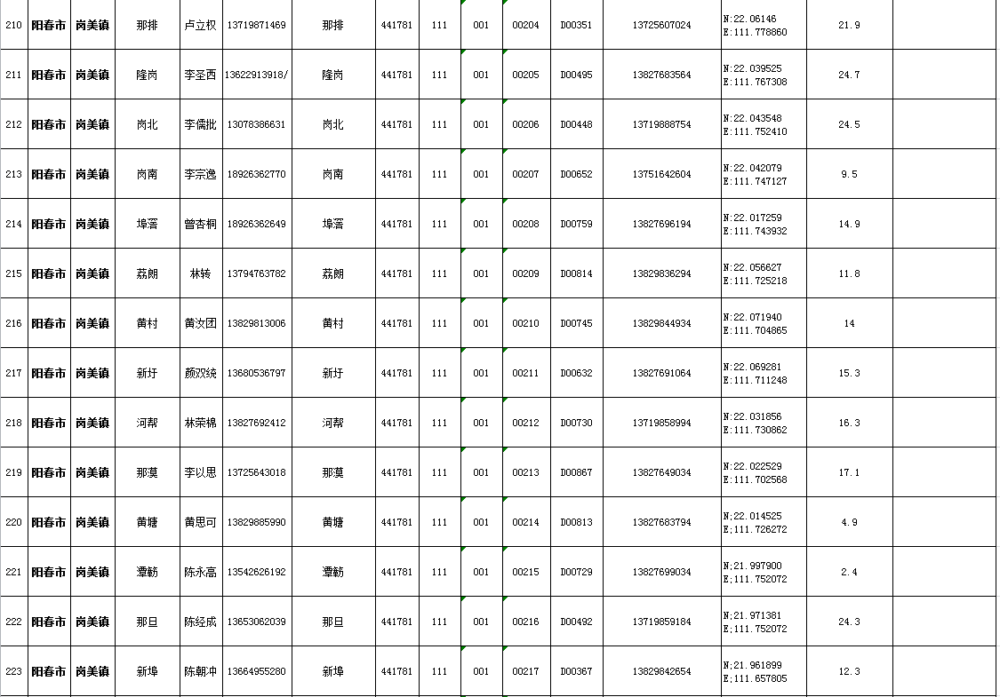 210 阳春市 岗美镇 那排 卢立权 13719871469 那排 441781 111 001 00204 D00351 13725607024 N:22.06146 E:111.778860 21.9
211 阳春市 岗美镇 隆岗 李圣西 13622913918/ 隆岗 441781 111 001 00205 D00495 13827683564 N:22.039525 E:111.767308 24.7
212 阳春市 岗美镇 岗北 李儒批 13078386631 岗北 441781 111 001 00206 D00448 13719888754 N:22.043548 E:111.752410 24.5
213 阳春市 岗美镇 岗南 李宗逸 18926362770 岗南 441781 111 001 00207 D00652 13751642604 N:22.042079 E:111.747127 9.5
214 阳春市 岗美镇 埠滘 曾杏桐 18926362649 埠滘 441781 111 001 00208 D00759 13827696194 N:22.017259 E:111.743932 14.9
215 阳春市 岗美镇 荔朗 林转 13794763782 荔朗 441781 111 001 00209 D00814 13829836294 N:22.056627 E:111.725218 11.8
216 阳春市 岗美镇 黄村 黄汝团 13829813006 黄村 441781 111 001 00210 D00745 13829844934 N:22.071940 E:111.704865 14
217 阳春市 岗美镇 新圩 颜双统 13680536797 新圩 441781 111 001 00211 D00632 13827691064 N:22.069281 E:111.711248 15.3
218 阳春市 岗美镇 河帮 林荣棉 13827692412 河帮 441781 111 001 00212 D00730 13719858994 N:22.031856 E:111.730862 16.3
219 阳春市 岗美镇 那漠 李以思 13725643018 那漠 441781 111 001 00213 D00867 13827649034 N:22.022529 E:111.702568 17.1
220 阳春市 岗美镇 黄塘 黄思可 13829885990 黄塘 441781 111 001 00214 D00813 13827683794 N;22.014525 E;111.726272 4.9
221 阳春市 岗美镇 潭簕 陈永高 13542626192 潭簕 441781 111 001 00215 D00729 13827699034 N;21.997900 E;111.752072 2.4
222 阳春市 岗美镇 那旦 陈经成 13653062039 那旦 441781 111 001 00216 D00492 13719859184 N;21.971381 E;111.752072 24.3
223 阳春市 岗美镇 新埠 陈朝冲 13664955280 新埠 441781 111 001 00217 D00367 13829842654 N;21.961899 E;111.657805 12.3